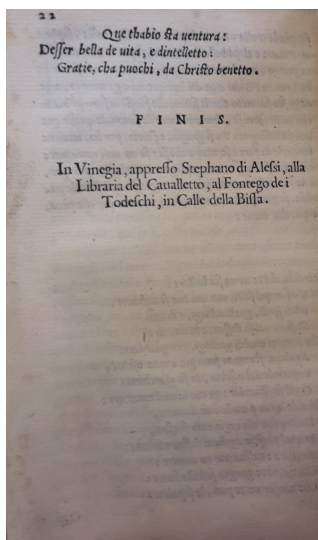 22
Que thabio sta uentura:
Desser bella de uita, e dintelletto:
Gratie, cha puochi, da Christo benetto.
FINIS.
In Vinegia, appresso Stephano di Alessi, alla
Libraria del Caualletto, al Fontego de i
Todeschi, in Calle della Bissa.